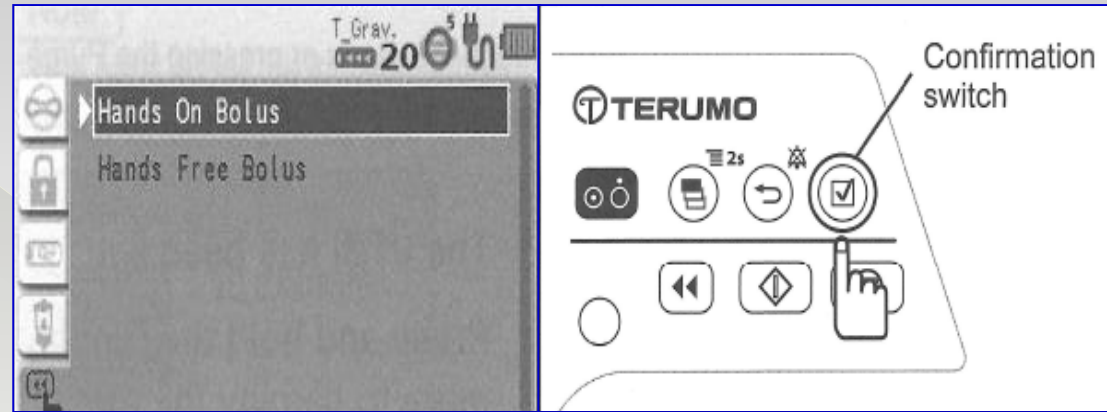 T_Grav.
20 5
Hands On Bolus
Hands Free Bolus
Confirmation
switch
TERUMO
2s